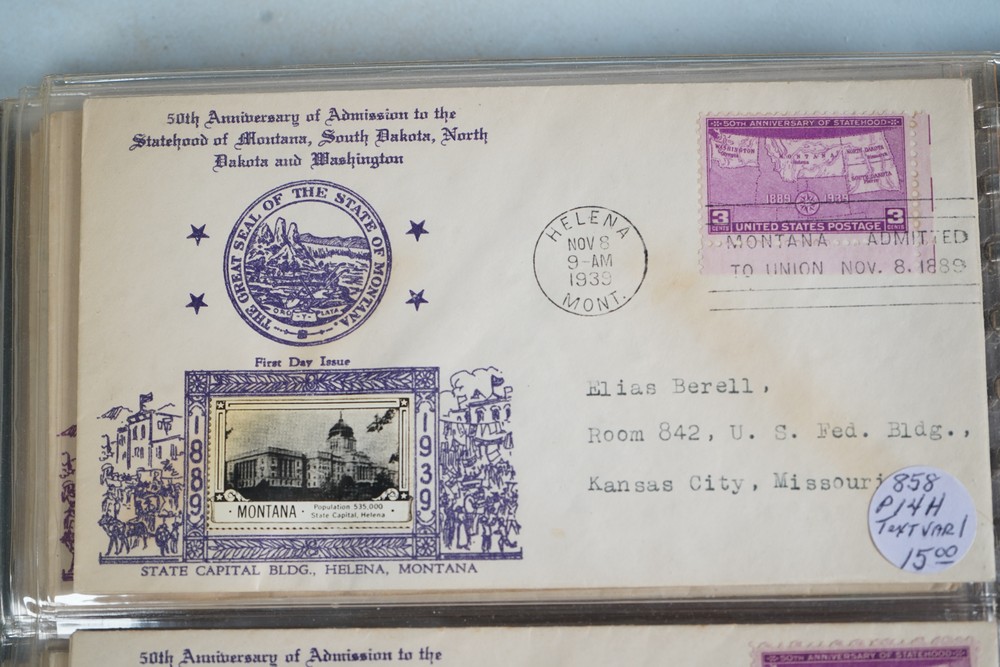 50th Anniversary of Admission to the
Statehood of Montana, South Dakota, North
Dakota and Washington
THE GREAT SEAL OF THE STATE OF MONTANA.
ORO-Y-PLATA
First Day Issue
1889
1939
MONTANA
Population 535,000
State Capital, Helena
STATE CAPITAL BLDG., HELENA, MONTANA
HELENA
NOV 8
9-AM
1939
MONT.
50TH ANNIVERSARY OF STATEHOOD
WASHINGTON
MONTANA
Helena
NORTH DAKOTA
SOUTH DAKOTA
1889 1939
3 CENTS
UNITED STATES POSTAGE
3 CENTS
MONTANA ADMITTED
TO UNION NOV. 8. 1889
Elias Berell,
Room 842, U. S. Fed. Bldg.,
Kansas City, Missouri
858
P14H
TEXT VAR 1
15.00
50th Anniversary of Admission to the
50TH ANNIVERSARY OF STATEHOOD